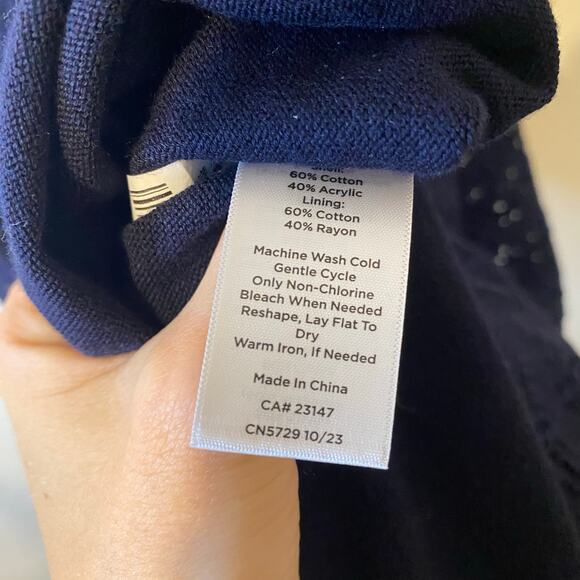 Shell:
60% Cotton
40% Acrylic
Lining:
60% Cotton
40% Rayon
Machine Wash Cold
Gentle Cycle
Only Non-Chlorine
Bleach When Needed
Reshape, Lay Flat To
Dry
Warm Iron, If Needed
Made In China
CA# 23147
CN5729 10/23